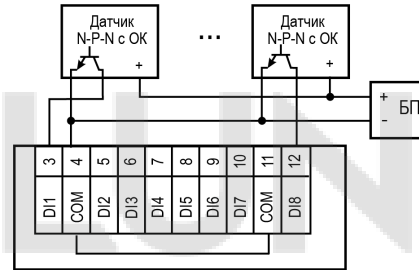 Датчик
N-P-N с ОК
+
...
Датчик
N-P-N с ОК
+
+
БП
-
3 4 5 6 7 8 9 10 11 12
DI1 COM DI2 DI3 DI4 DI5 DI6 DI7 COM DI8
LUN